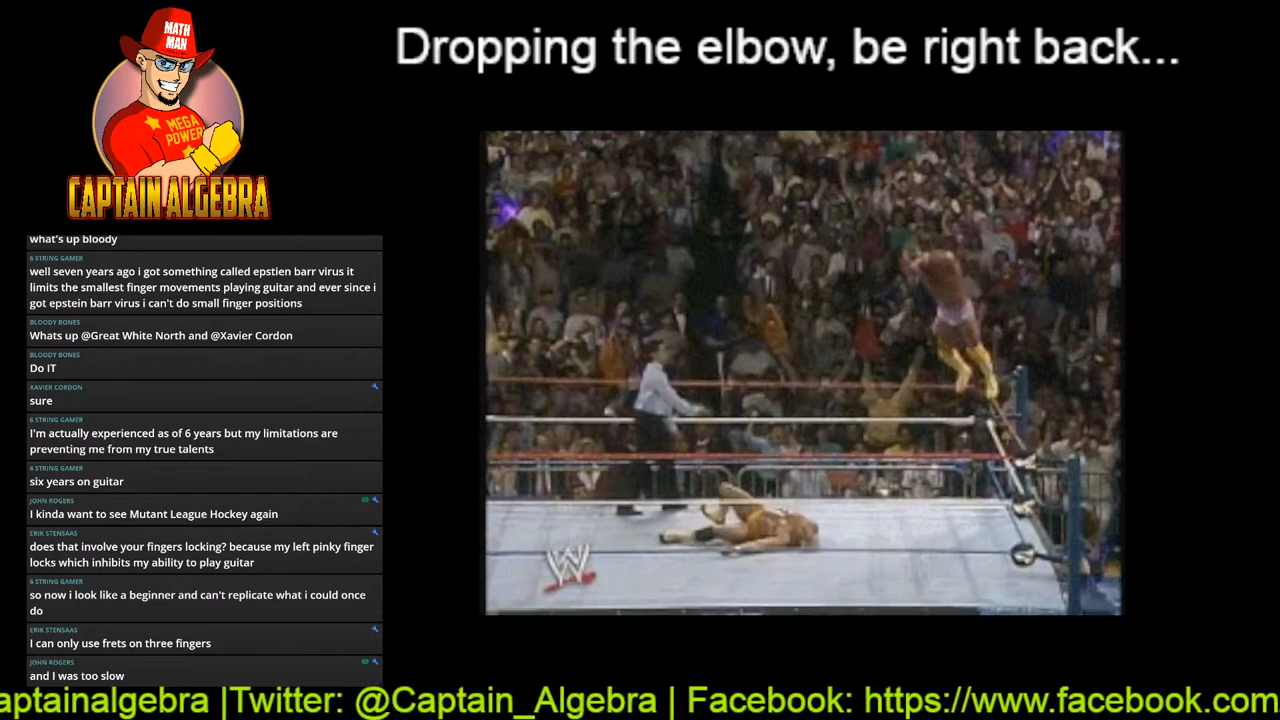 MATH
MAN
MEGA
POWER
CAPTAIN ALGEBRA
Dropping the elbow, be right back...
what's up bloody
6 STRING GAMER
well seven years ago i got something called epstien barr virus it
limits the smallest finger movements playing guitar and ever since i
got epstein barr virus i can't do small finger positions
BLOODY BONES
Whats up @Great White North and @Xavier Cordon
BLOODY BONES
Do IT
XAVIER CORDON
sure
6 STRING GAMER
I'm actually experienced as of 6 years but my limitations are
preventing me from my true talents
6 STRING GAMER
six years on guitar
JOHN ROGERS
I kinda want to see Mutant League Hockey again
ERIK STENSAAS
does that involve your fingers locking? because my left pinky finger
locks which inhibits my ability to play guitar
6 STRING GAMER
so now i look like a beginner and can't replicate what i could once
do
ERIK STENSAAS
I can only use frets on three fingers
JOHN ROGERS
and I was too slow
W
aptainalgebra |Twitter: @Captain_Algebra | Facebook: https://www.facebook.com